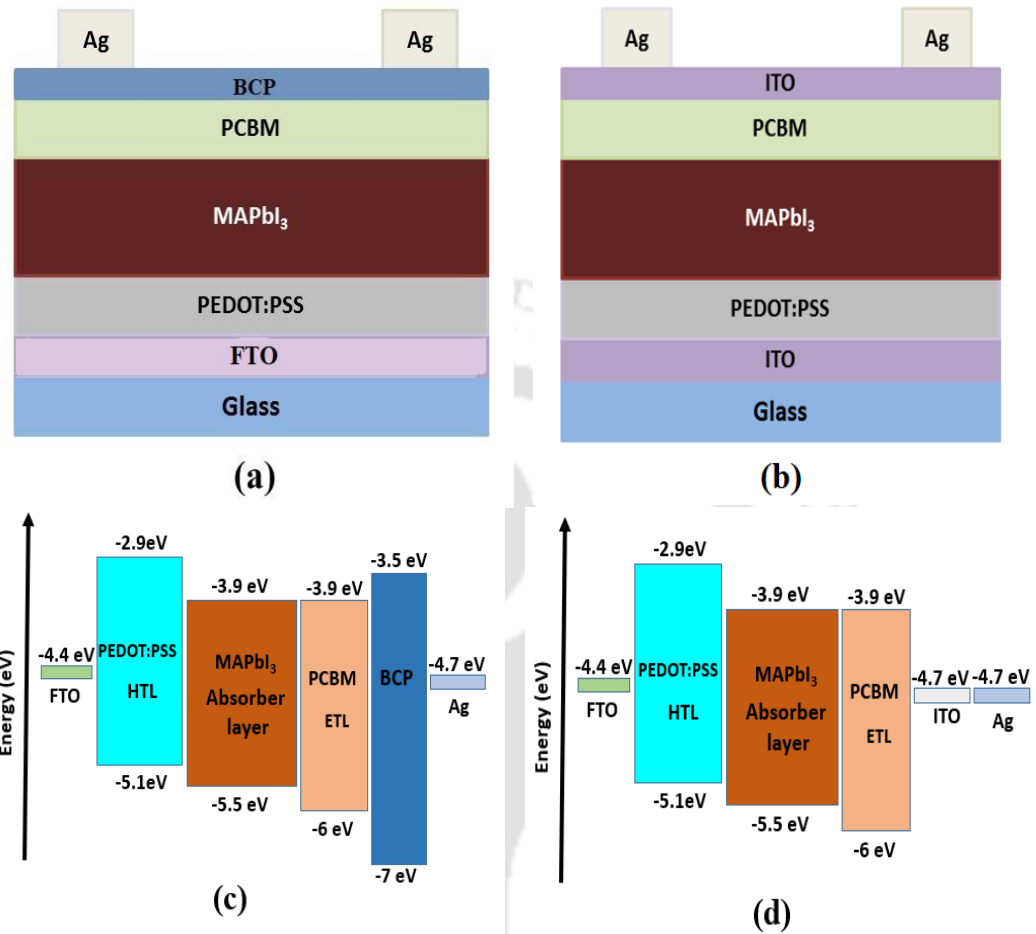 Ag
Ag
BCP
PCBM
MAPbI₃
PEDOT:PSS
FTO
Glass
(a)
Ag
Ag
ITO
PCBM
MAPbI₃
PEDOT:PSS
ITO
Glass
(b)
Energy (eV)
-2.9eV
-3.5 eV
-3.9 eV
-3.9 eV
-4.4 eV
FTO
PEDOT:PSS
HTL
MAPbI₃
Absorber
layer
PCBM
ETL
BCP
-4.7 eV
Ag
-5.1eV
-5.5 eV
-6 eV
-7 eV
(c)
Energy (eV)
-2.9eV
-3.9 eV
-3.9 eV
-4.4 eV
FTO
PEDOT:PSS
HTL
MAPbI₃
Absorber
layer
PCBM
ETL
-4.7 eV
ITO
-4.7 eV
Ag
-5.1eV
-5.5 eV
-6 eV
(d)